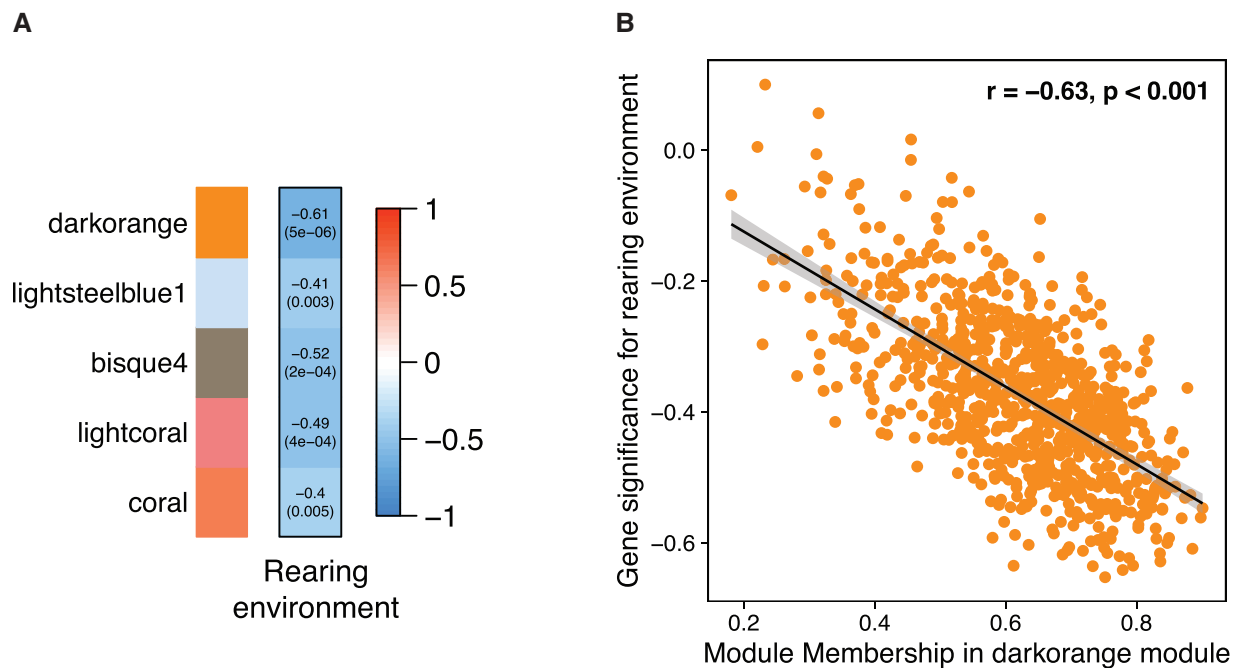 A
darkorange
−0.61
(5e−06)
lightsteelblue1
−0.41
(0.003)
bisque4
−0.52
(2e−04)
lightcoral
−0.49
(4e−04)
coral
−0.4
(0.005)
Rearing
environment
1
0.5
0
−0.5
−1
B
Gene significance for rearing environment
r = −0.63, p < 0.001
0.0
−0.2
−0.4
−0.6
0.2
0.4
0.6
0.8
Module Membership in darkorange module